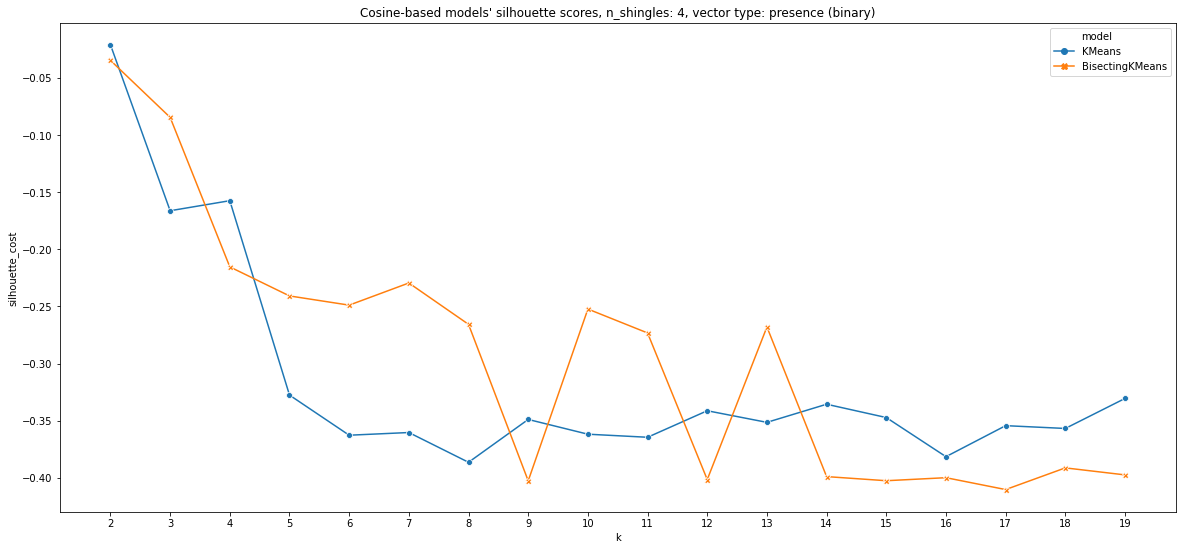 Cosine-based models' silhouette scores, n_shingles: 4, vector type: presence (binary)
model
KMeans
BisectingKMeans
silhouette_cost
−0.05
−0.10
−0.15
−0.20
−0.25
−0.30
−0.35
−0.40
2 3 4 5 6 7 8 9 10 11 12 13 14 15 16 17 18 19
k